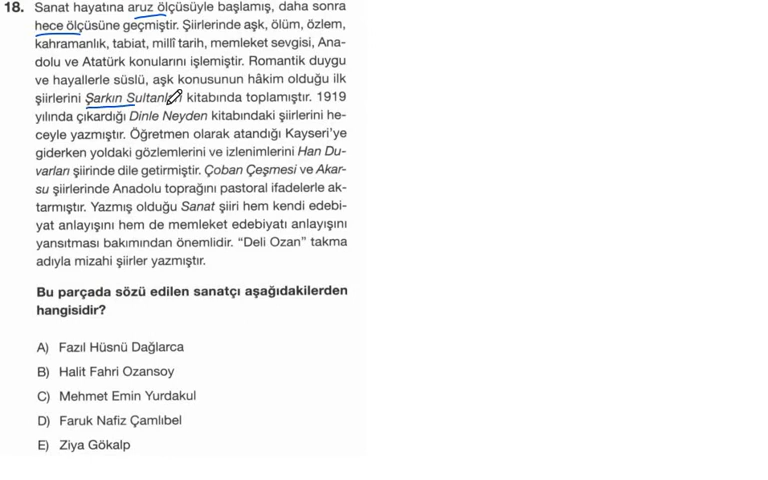 18. Sanat hayatına aruz ölçüsüyle başlamış, daha sonra
hece ölçüsüne geçmiştir. Şiirlerinde aşk, ölüm, özlem,
kahramanlık, tabiat, millî tarih, memleket sevgisi, Ana-
dolu ve Atatürk konularını işlemiştir. Romantik duygu
ve hayallerle süslü, aşk konusunun hâkim olduğu ilk
şiirlerini Şarkın kitabında toplamıştır. 1919
yılında çıkardığı Dinle Neyden kitabındaki şiirlerini he-
ceyle yazmıştır. Öğretmen olarak atandığı Kayseri'ye
giderken yoldaki gözlemlerini ve izlenimlerini Han Du-
varları şiirinde dile getirmiştir. Çoban Çeşmesi ve Akar-
su şiirlerinde Anadolu toprağını pastoral ifadelerle ak-
tarmıştır. Yazmış olduğu Sanat şiiri hem kendi edebi-
yat anlayışını hem de memleket edebiyatı anlayışını
yansıtması bakımından önemlidir. "Deli Ozan" takma
adıyla mizahi şiirler yazmıştır.
Bu parçada sözü edilen sanatçı aşağıdakilerden
hangisidir?
A) Fazıl Hüsnü Dağlarca
B) Halit Fahri Ozansoy
C) Mehmet Emin Yurdakul
D) Faruk Nafiz Çamlıbel
E) Ziya Gökalp